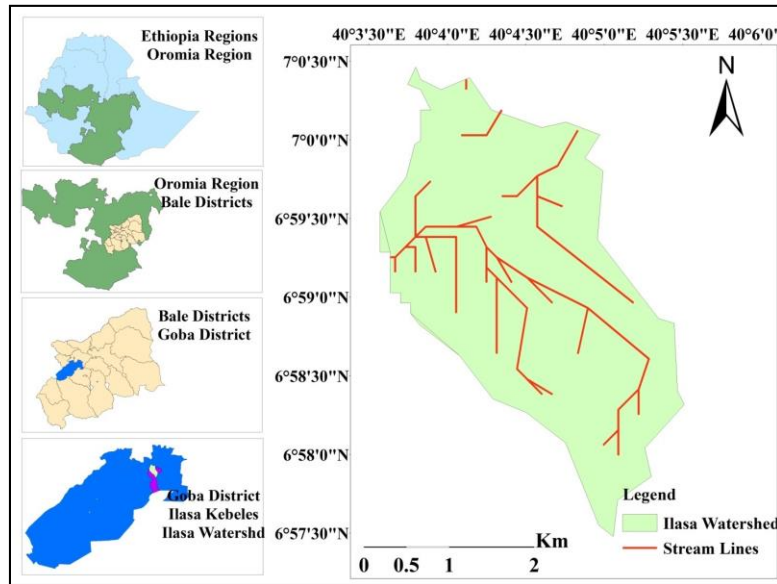 Ethiopia Regions
Oromia Region
Oromia Region
Bale Districts
Bale Districts
Goba District
Goba District
Ilasa Kebeles
Ilasa Watershd
40°3'30"E 40°4'0"E 40°4'30"E 40°5'0"E 40°5'30"E 40°6'0
7°0'30"N
7°0'0"N
6°59'30"N
6°59'0"N
6°58'30"N
6°58'0"N
6°57'30"N
N
Legend
Ilasa Watershed
Stream Lines
Km
0 0.5 1 2